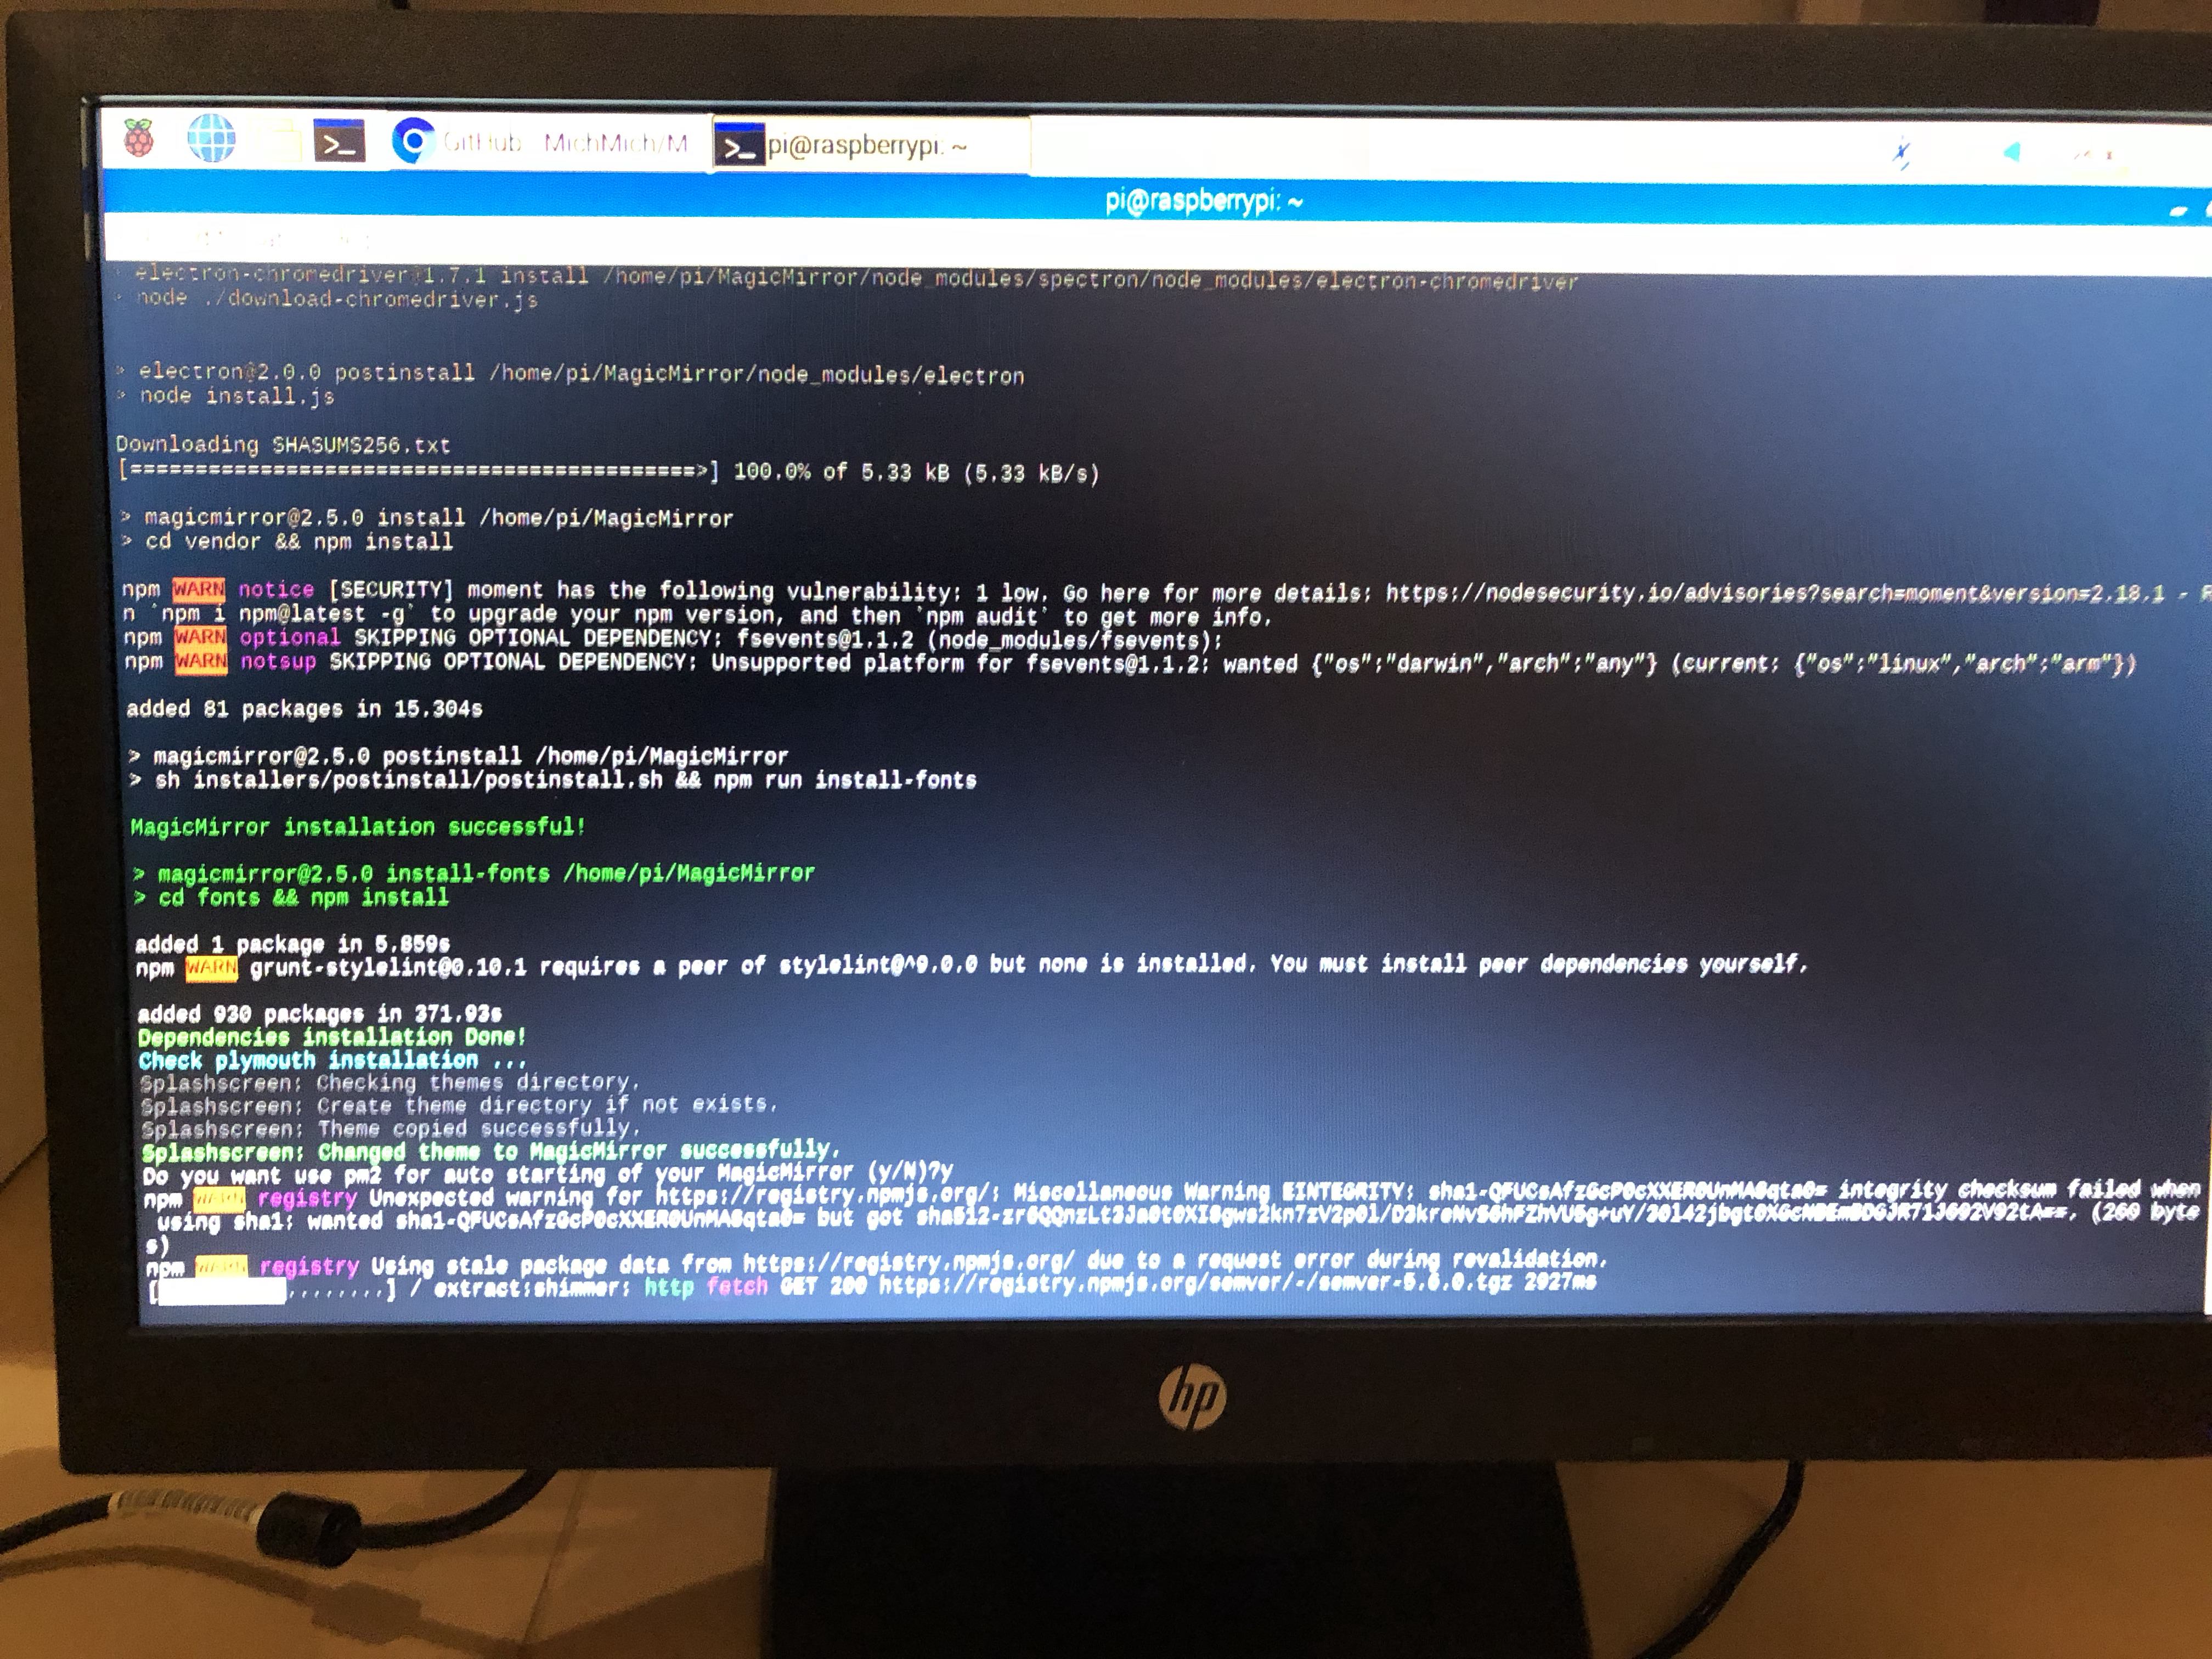 GitHub MichMich/M
pi@raspberrypi: ~
pi@raspberrypi: ~
electron-chromedriver@1.7.1 install /home/pi/MagicMirror/node_modules/spectron/node_modules/electron-chromedriver
> node ./download-chromedriver.js
> electron@2.0.0 postinstall /home/pi/MagicMirror/node_modules/electron
> node install.js
Downloading SHASUMS256.txt
[============================================>] 100.0% of 5.33 kB (5.33 kB/s)
> magicmirror@2.5.0 install /home/pi/MagicMirror
> cd vendor && npm install
npm WARN notice [SECURITY] moment has the following vulnerability: 1 low. Go here for more details: https://nodesecurity.io/advisories?search=moment&version=2.18.1 - R
n `npm i npm@latest -g` to upgrade your npm version, and then `npm audit` to get more info.
npm WARN optional SKIPPING OPTIONAL DEPENDENCY: fsevents@1.1.2 (node_modules/fsevents):
npm WARN notsup SKIPPING OPTIONAL DEPENDENCY: Unsupported platform for fsevents@1.1.2: wanted {"os":"darwin","arch":"any"} (current: {"os":"linux","arch":"arm"})
added 81 packages in 15.304s
> magicmirror@2.5.0 postinstall /home/pi/MagicMirror
> sh installers/postinstall/postinstall.sh && npm run install-fonts
MagicMirror installation successful!
> magicmirror@2.5.0 install-fonts /home/pi/MagicMirror
> cd fonts && npm install
added 1 package in 5.859s
npm WARN grunt-stylelint@0.10.1 requires a peer of stylelint@^9.0.0 but none is installed. You must install peer dependencies yourself.
added 930 packages in 371.93s
Dependencies installation Done!
Check plymouth installation ...
Splashscreen: Checking themes directory.
Splashscreen: Create theme directory if not exists.
Splashscreen: Theme copied successfully.
Splashscreen: Changed theme to MagicMirror successfully.
Do you want use pm2 for auto starting of your MagicMirror (y/N)?y
npm WARN registry Unexpected warning for https://registry.npmjs.org/: Miscellaneous Warning EINTEGRITY: integrity checksum failed when
using sha1: wanted but got (260 byte
s)
npm WARN registry Using stale package data from https://registry.npmjs.org/ due to a request error during revalidation.
[ ........] / extract:shimmer: http fetch GET 200 https://registry.npmjs.org/semver/-/semver-5.6.0.tgz 2927ms
hp